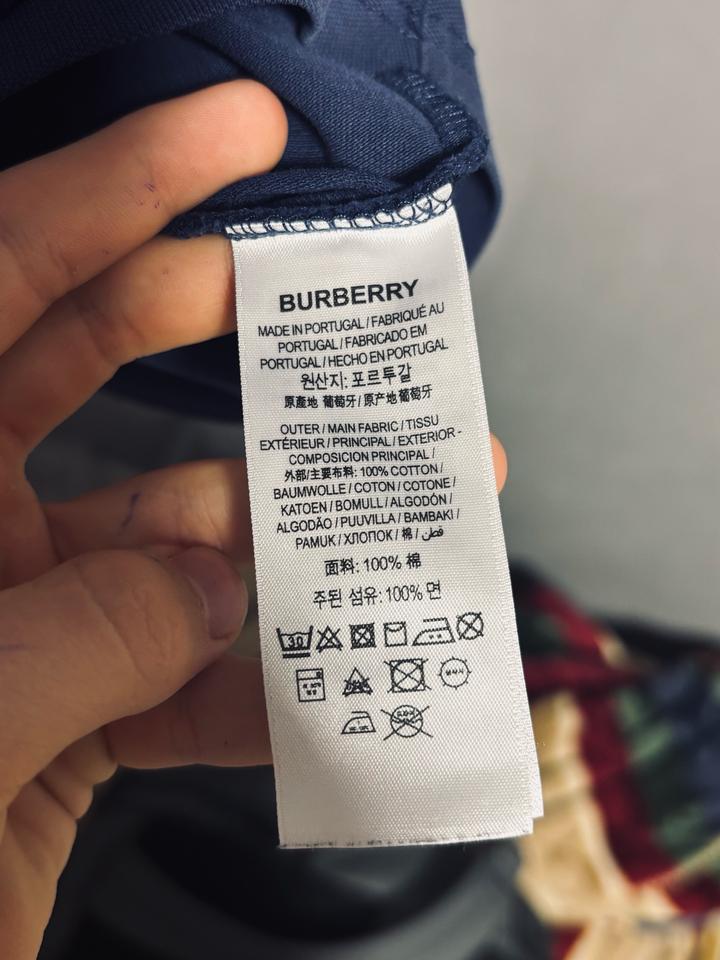 BURBERRY
MADE IN PORTUGAL / FABRIQUÉ AU
PORTUGAL / FABRICADO EM
PORTUGAL / HECHO EN PORTUGAL
원산지: 포르투갈
原產地 葡萄牙 / 原产地 葡萄牙
OUTER / MAIN FABRIC / TISSU
EXTÉRIEUR / PRINCIPAL / EXTERIOR -
COMPOSICION PRINCIPAL /
外部/主要布料: 100% COTTON /
BAUMWOLLE / COTON / COTONE /
KATOEN / BOMULL / ALGODÓN /
ALGODÃO / PUUVILLA / BAMBAKI /
PAMUK / ХЛОПОК / 棉 / قطن
面料: 100% 棉
주된 섬유: 100% 면
30